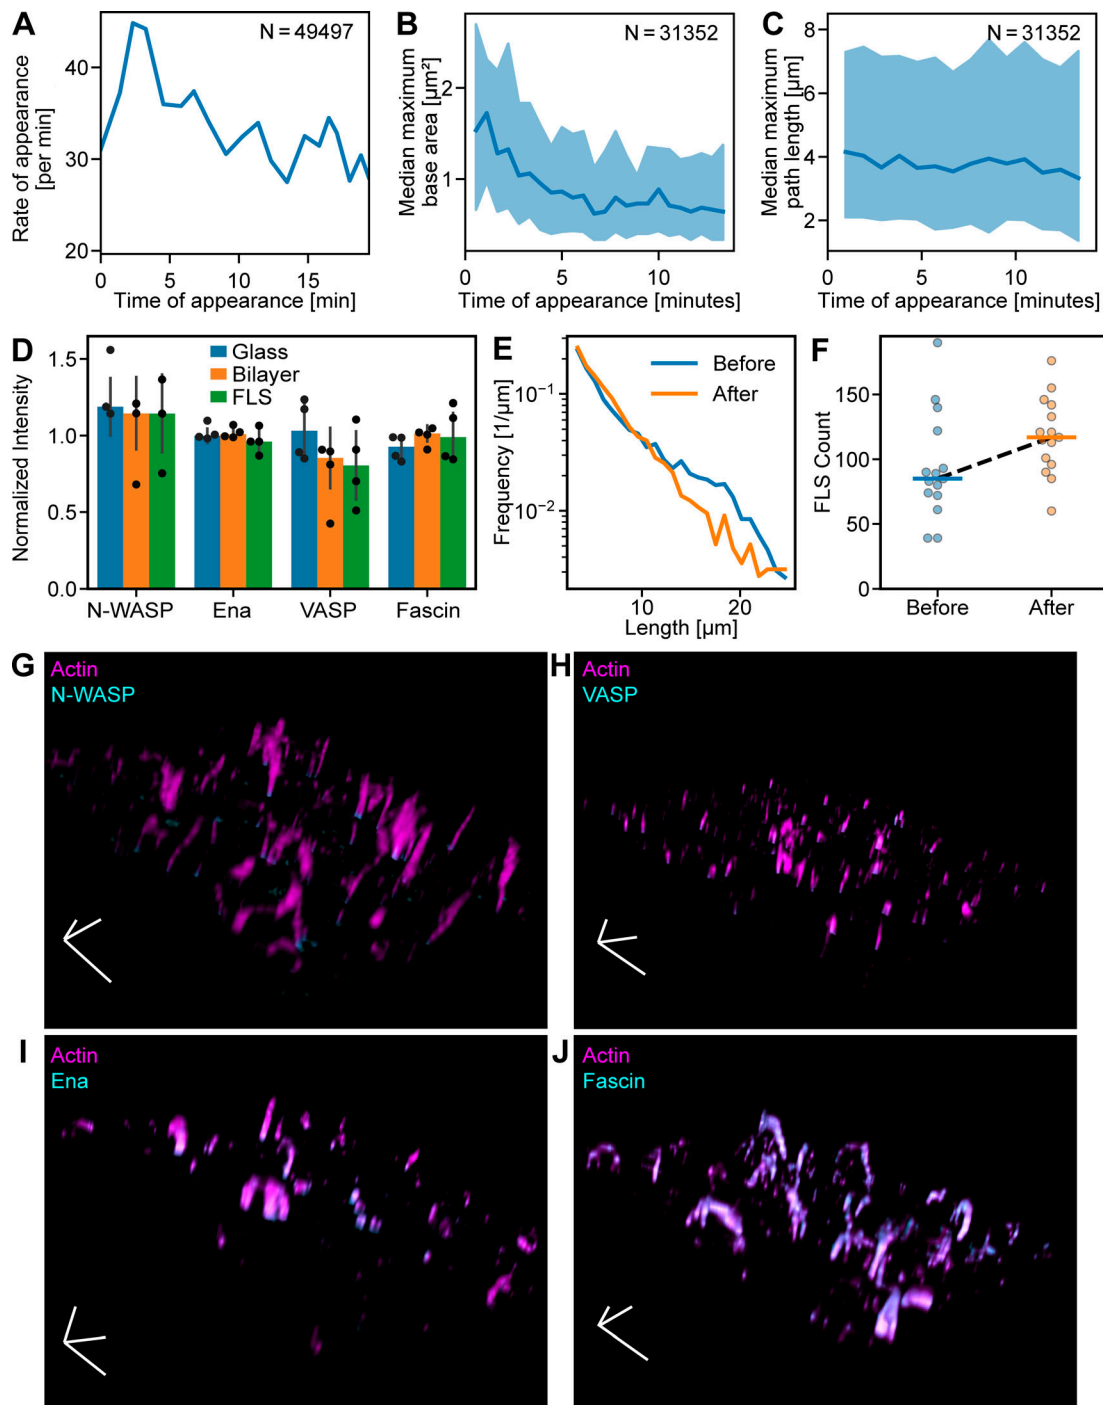 A
N = 49497
Rate of appearance
[per min]
40
30
20
0
5
10
15
Time of appearance [min]
B
N = 31352
Median maximum
base area [µm²]
2
1
0
5
10
Time of appearance [minutes]
C
N = 31352
Median maximum
path length [µm]
8
6
4
2
0
5
10
Time of appearance [minutes]
D
Glass
Bilayer
FLS
Normalized Intensity
1.5
1.0
0.5
0.0
N-WASP
Ena
VASP
Fascin
E
Before
After
Frequency [1/µm]
10⁻¹
10⁻²
10
20
Length [µm]
F
FLS Count
150
100
50
0
Before
After
G
Actin
N-WASP
H
Actin
VASP
I
Actin
Ena
J
Actin
Fascin